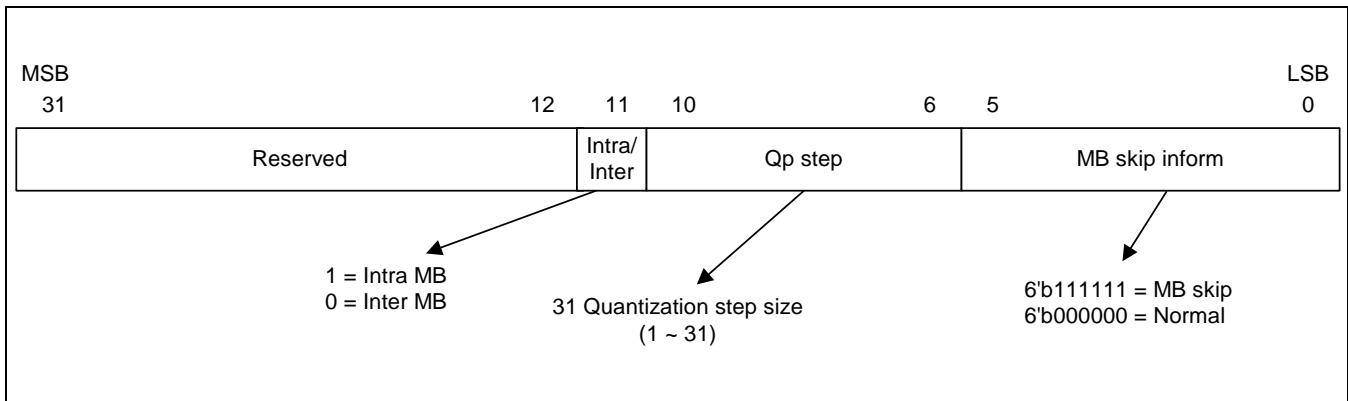 MSB LSB
31 12 11 10 6 5 0
Reserved
Intra/
Inter
Qp step
MB skip inform
1 = Intra MB
0 = Inter MB
31 Quantization step size
(1 ~ 31)
6'b111111 = MB skip
6'b000000 = Normal